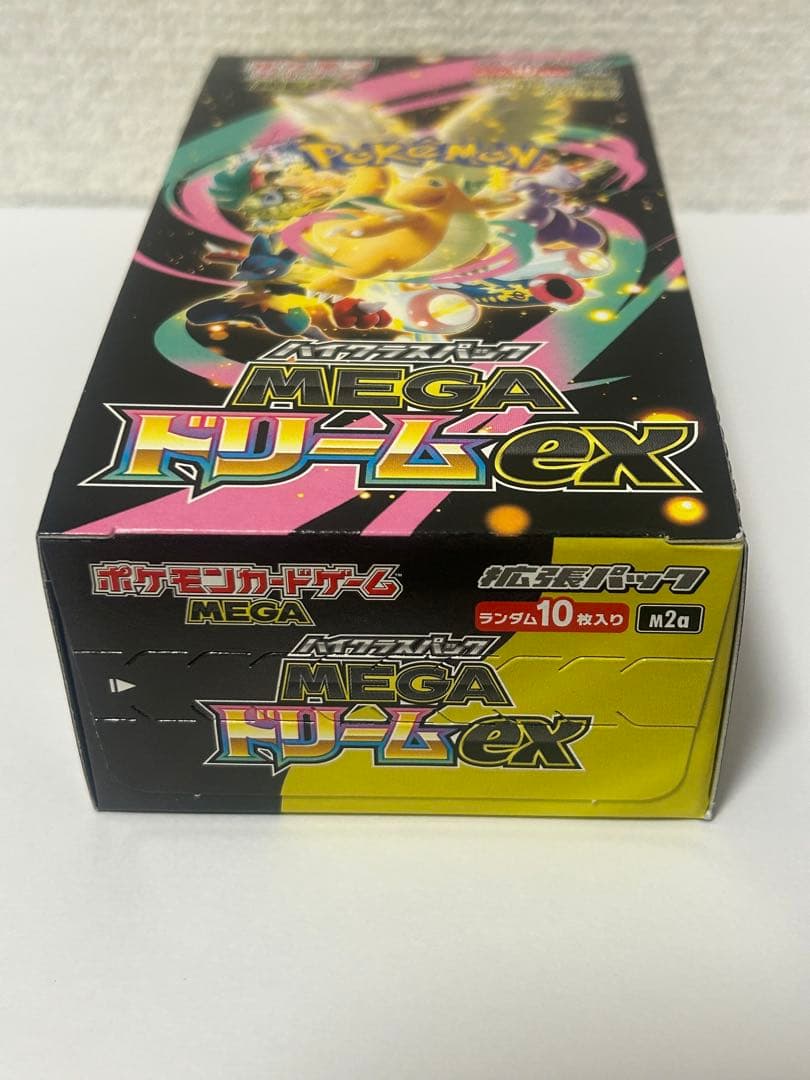 POKÉMON
ハイクラスパック
MEGA
ドリームex
ポケモンカードゲーム™
MEGA
拡張パック
ランダム10枚入り
M2a
ハイクラスパック
MEGA
ドリームex